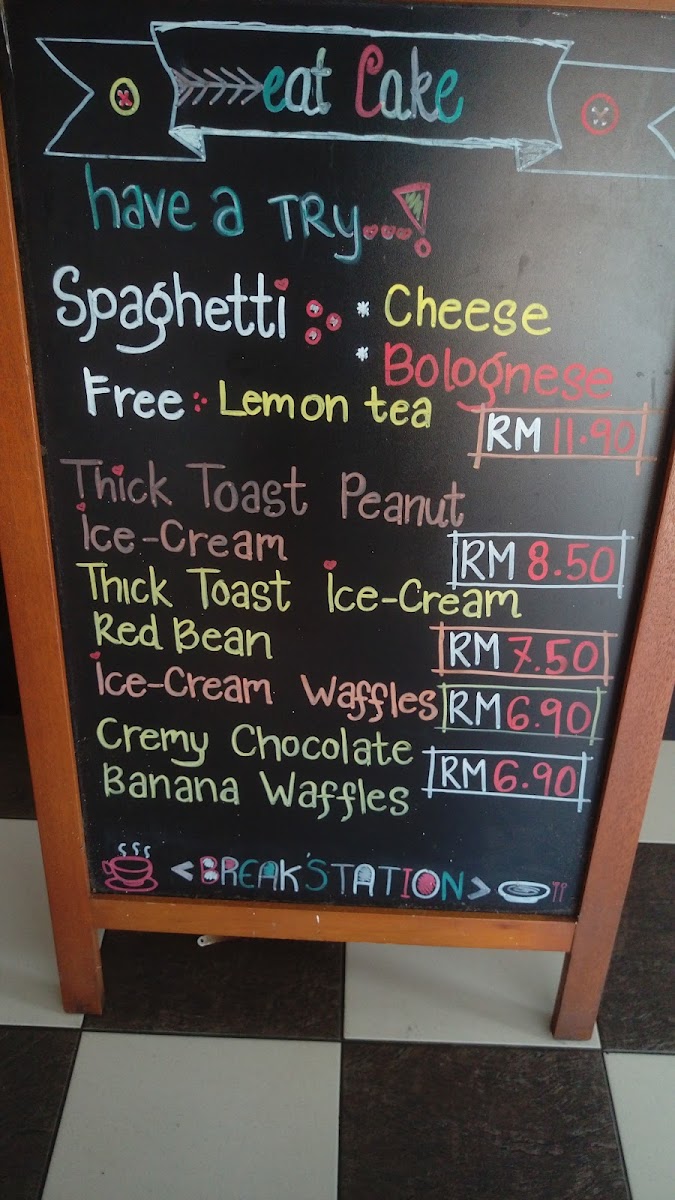 eat Cake
have a TRy...!
Spaghetti : * Cheese
* Bolognese
Free : Lemon tea
RM 11.90
Thick Toast Peanut
Ice-Cream RM 8.50
Thick Toast Ice-Cream
Red Bean RM 7.50
Ice-Cream Waffles RM 6.90
Cremy Chocolate
Banana Waffles RM 6.90
< BREAK'STATION >